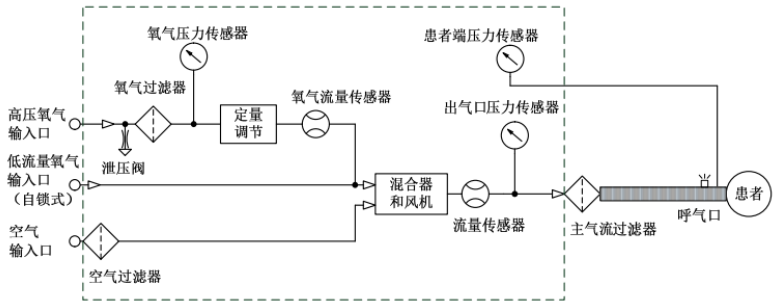 氧气压力传感器
患者端压力传感器
氧气过滤器
氧气流量传感器
出气口压力传感器
高压氧气
输入口
定量
调节
泄压阀
低流量氧气
输入口
（自锁式）
混合器
和风机
患者
呼气口
流量传感器
主气流过滤器
空气
输入口
空气过滤器